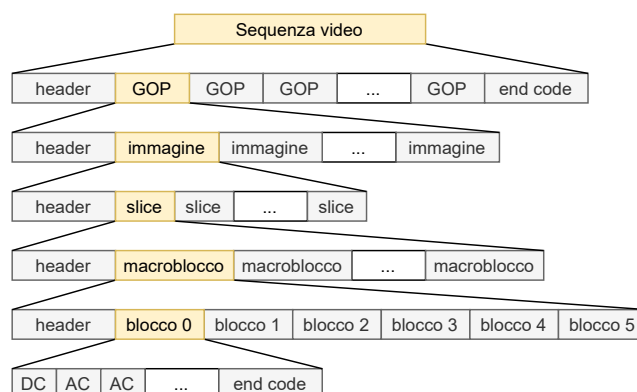 Sequenza video
header GOP GOP GOP ... GOP end code
header immagine immagine ... immagine
header slice slice ... slice
header macroblocco macroblocco ... macroblocco
header blocco 0 blocco 1 blocco 2 blocco 3 blocco 4 blocco 5
DC AC AC ... end code